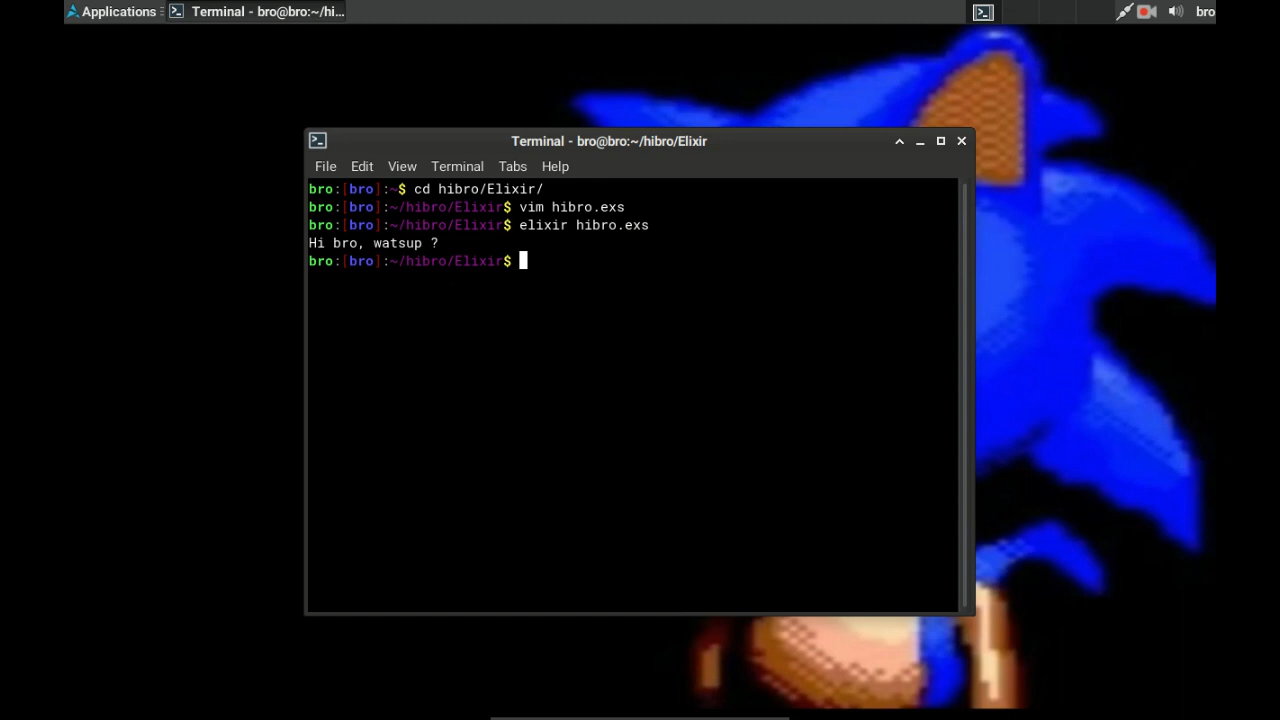 Applications Terminal - bro@bro:~/hi... bro
Terminal - bro@bro:~/hibro/Elixir
File Edit View Terminal Tabs Help
bro:[bro]:~$ cd hibro/Elixir/
bro:[bro]:~/hibro/Elixir$ vim hibro.exs
bro:[bro]:~/hibro/Elixir$ elixir hibro.exs
Hi bro, watsup ?
bro:[bro]:~/hibro/Elixir$